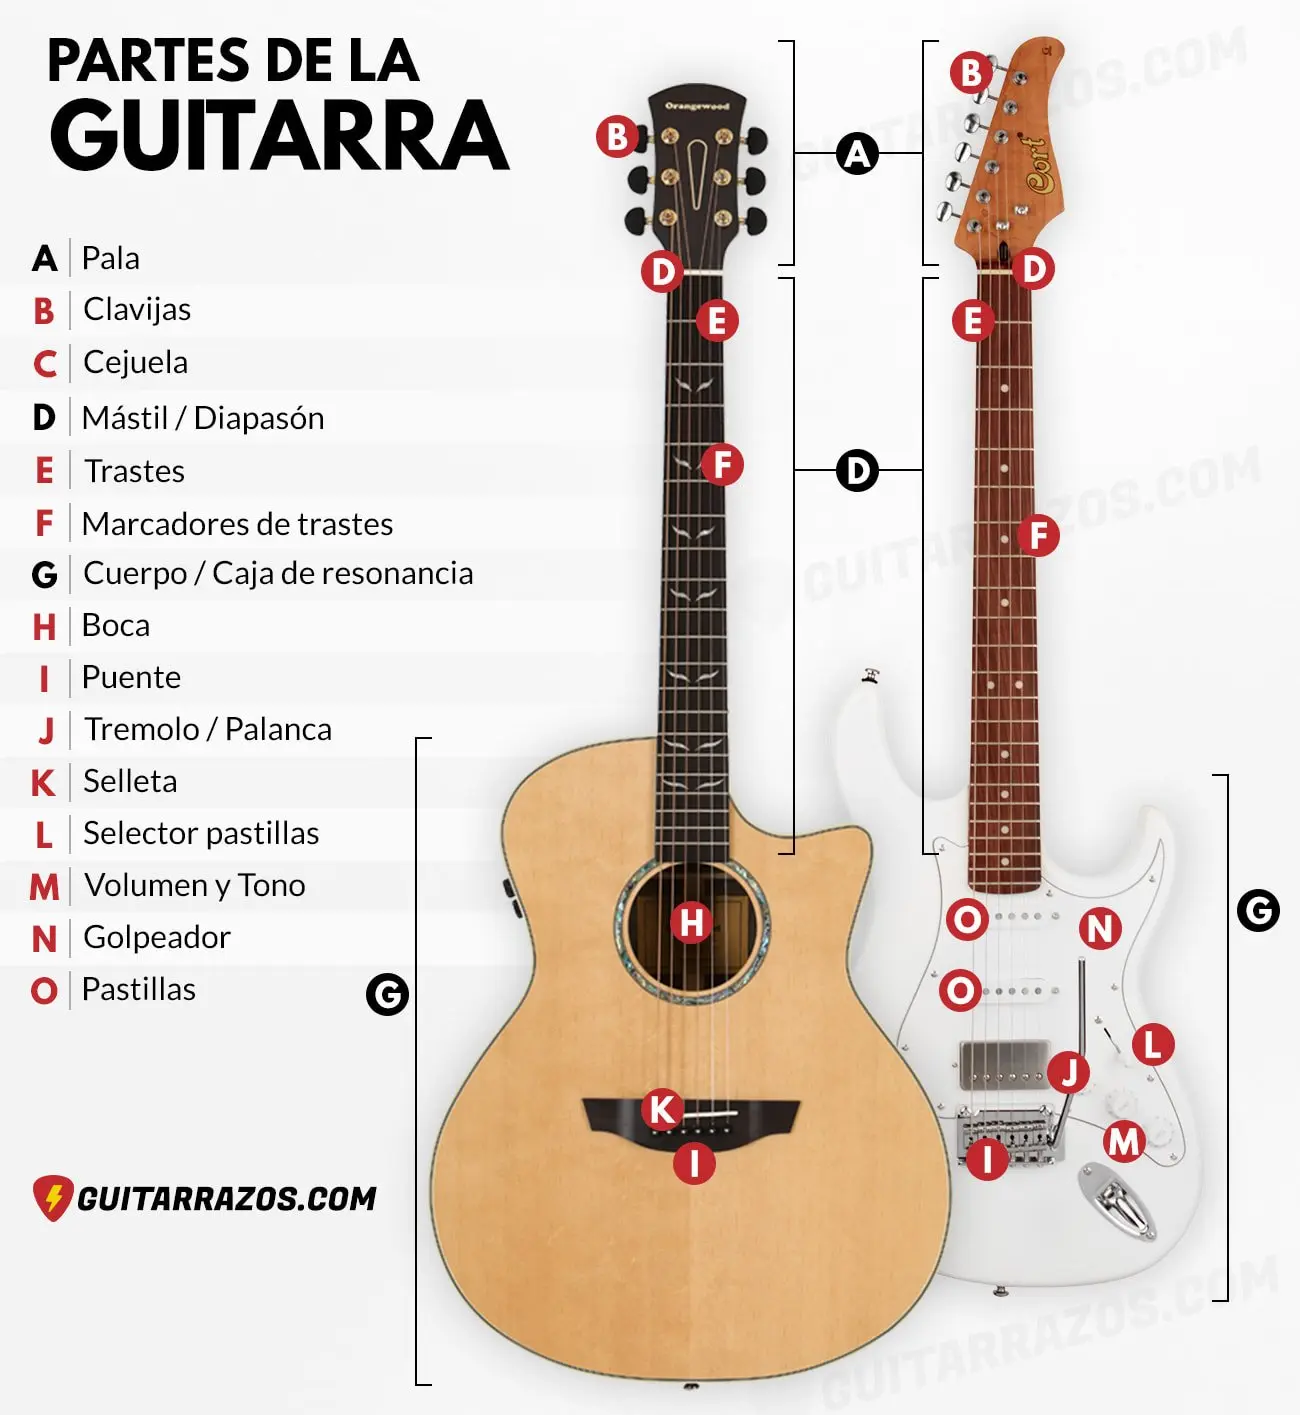 PARTES DE LA
GUITARRA
A Pala
B Clavijas
C Cejuela
D Mástil / Diapasón
E Trastes
F Marcadores de trastes
G Cuerpo / Caja de resonancia
H Boca
I Puente
J Tremolo / Palanca
K Selleta
L Selector pastillas
M Volumen y Tono
N Golpeador
O Pastillas
GUITARRAZOS.COM
Orangewood
Cort
B
B
A
D
D
E
E
F
D
F
G
H
O
N
O
G
L
J
K
M
I
I
GUITARRAZOS.COM
GUITARRAZOS.COM
GUITARRAZOS.COM